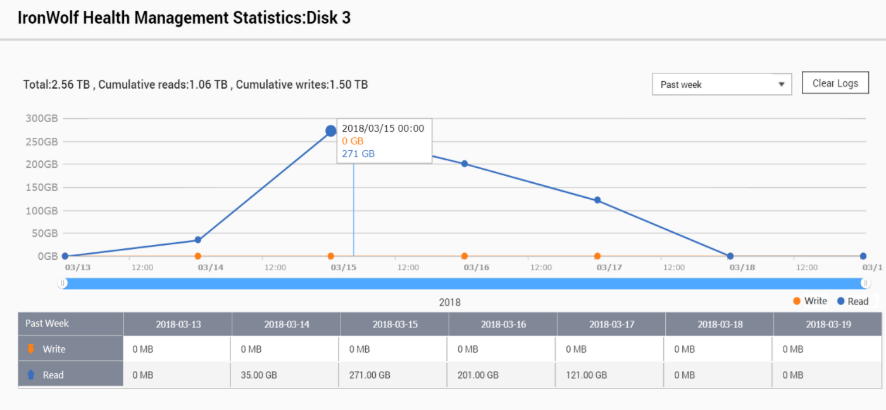 IronWolf Health Management Statistics:Disk 3
Total:2.56 TB , Cumulative reads:1.06 TB , Cumulative writes:1.50 TB
Past week
Clear Logs
300GB
250GB
200GB
150GB
100GB
50GB
0GB
2018/03/15 00:00
0 GB
271 GB
03/13 12:00 03/14 12:00 03/15 12:00 03/16 12:00 03/17 12:00 03/18 12:00 03/1
2018
Write Read
Past Week 2018-03-13 2018-03-14 2018-03-15 2018-03-16 2018-03-17 2018-03-18 2018-03-19
Write 0 MB 0 MB 0 MB 0 MB 0 MB 0 MB 0 MB
Read 0 MB 35.00 GB 271.00 GB 201.00 GB 121.00 GB 0 MB 0 MB